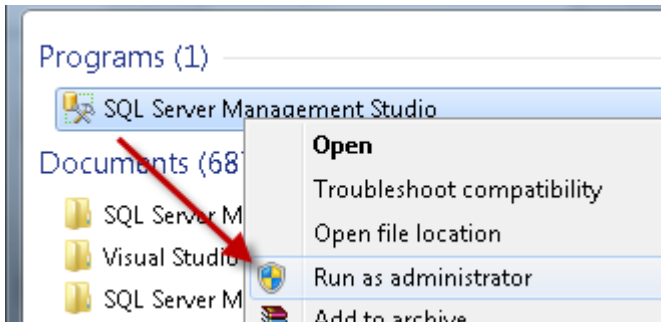 Programs (1)
SQL Server Management Studio
Open
Documents (68
Troubleshoot compatibility
SQL Server M
Open file location
Visual Studio
Run as administrator
SQL Server M
Add to archive